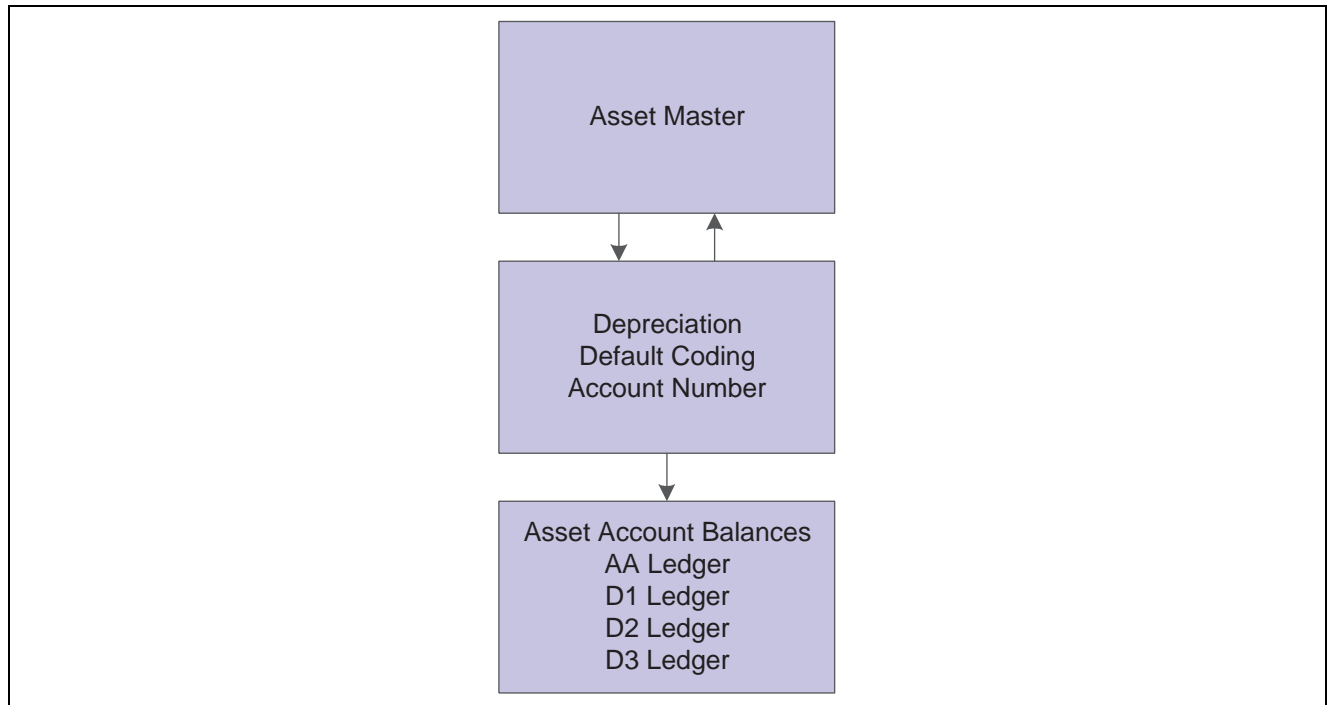 Asset Master
Depreciation
Default Coding
Account Number
Asset Account Balances
AA Ledger
D1 Ledger
D2 Ledger
D3 Ledger